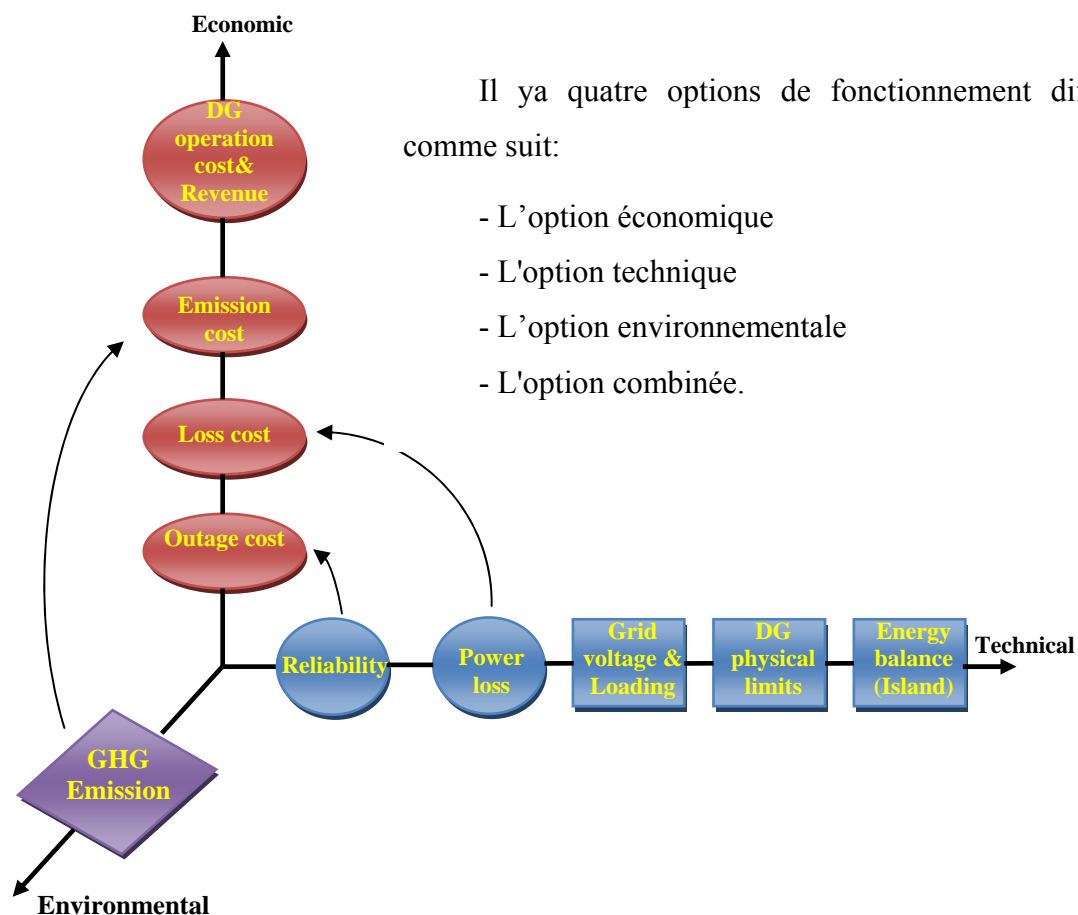 Economic
Il ya quatre options de fonctionnement
comme suit:
- L’option économique
- L'option technique
- L’option environnementale
- L'option combinée.
DG
operation
cost&
Revenue
Emission
cost
Loss cost
Outage cost
Reliability
Power
loss
Grid
voltage &
Loading
DG
physical
limits
Energy
balance
(Island)
Technical
GHG
Emission
Environmental